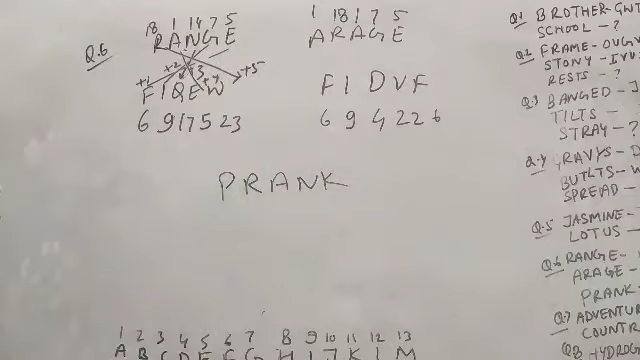 Q.6
18 1 14 7 5
RANGE
+1 +2 +3 +4 +5
FIQEW
6 9 17 5 23
1 18 1 7 5
ARAGE
FIDVF
6 9 4 22 6
PRANK
1 2 3 4 5 6 7 8 9 10 11 12 13
A B C D E F G H I J K L M
Q.1 BROTHER-GWT
SCHOOL - ?
Q.2 FRAME-OUGV
STONY-
RESTS - ?
Q.3 BANGED-
TILTS-
STRAY-?
Q.4 GRAVYS-
BUTLTS-
SPREAD-
Q.5 JASMINE-
LOTUS-
Q.6 RANGE-
ARAGE-
PRANK-
Q.7 ADVENTUR
COUNTR
Q8 HYDROG